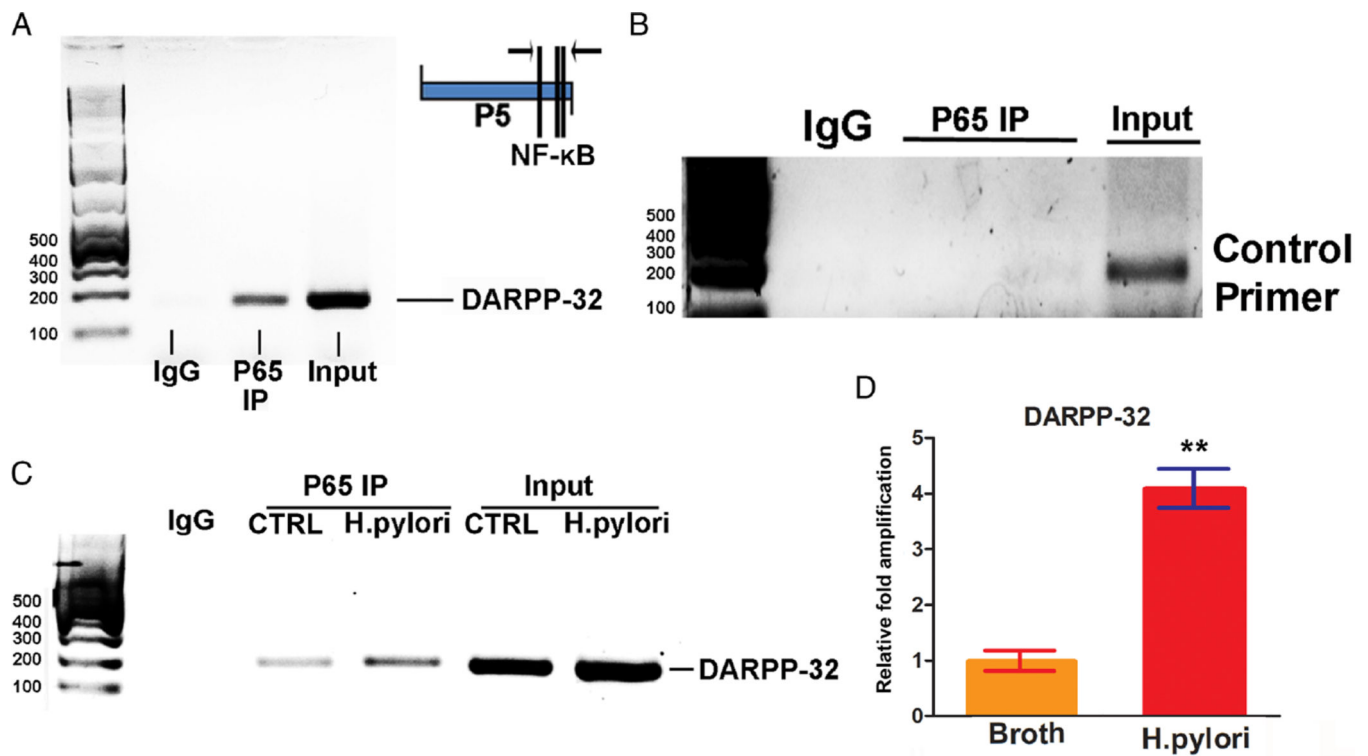 A
500
400
300
200
100
IgG
P65
IP
Input
DARPP-32
P5
NF-κB
B
IgG
P65 IP
Input
500
400
300
200
100
Control
Primer
C
IgG
P65 IP
Input
CTRL
H.pylori
CTRL
H.pylori
500
400
300
200
100
DARPP-32
D
DARPP-32
Relative fold amplification
5
4
3
2
1
0
**
Broth
H.pylori